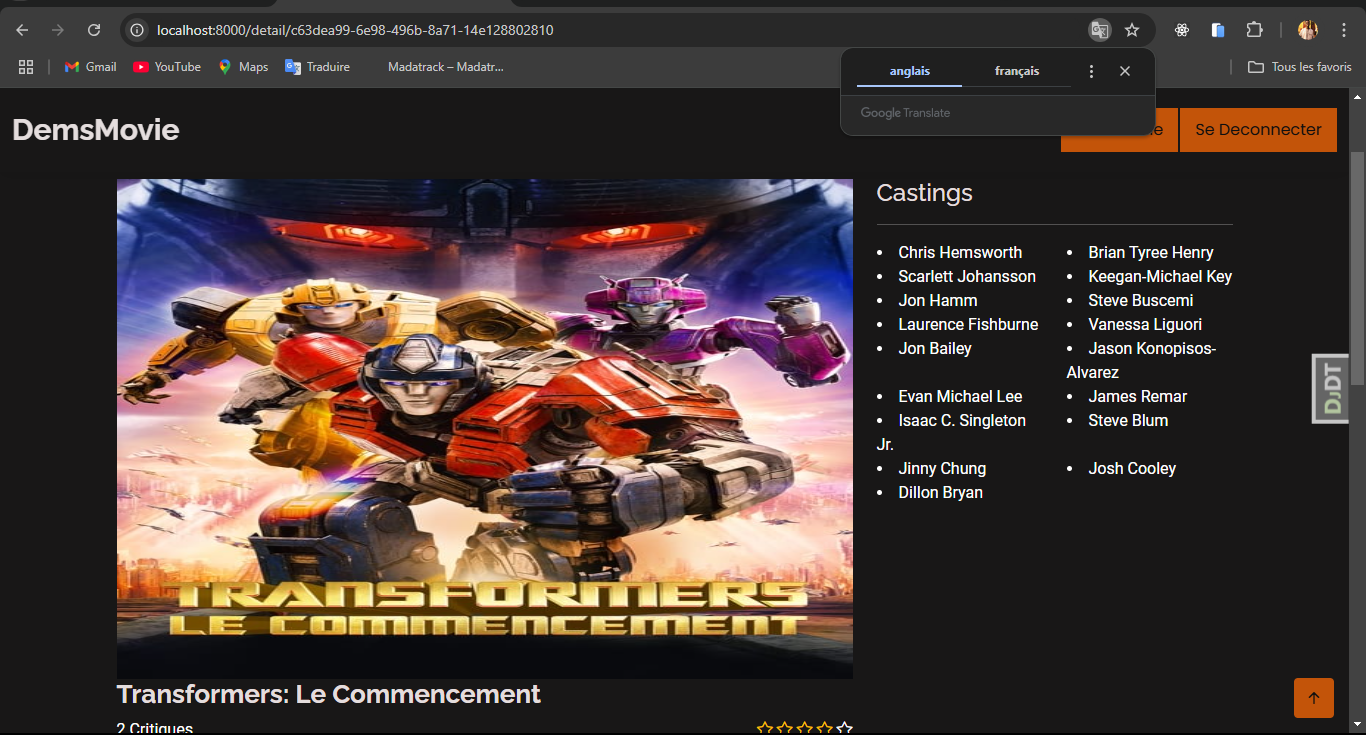 localhost:8000/detail/c63dea99-6e98-496b-8a71-14e128802810
Gmail
YouTube
Maps
Traduire
Madatrack – Madatr...
Tous les favoris
anglais
français
Google Translate
DemsMovie
Se Deconnecter
Castings
Chris Hemsworth
Brian Tyree Henry
Scarlett Johansson
Keegan-Michael Key
Jon Hamm
Steve Buscemi
Laurence Fishburne
Vanessa Liguori
Jon Bailey
Jason Konopisos-
Alvarez
Evan Michael Lee
James Remar
Isaac C. Singleton
Jr.
Steve Blum
Jinny Chung
Josh Cooley
Dillon Bryan
DJDT
TRANSFORMERS
LE COMMENCEMENT
Transformers: Le Commencement
2 Critiques